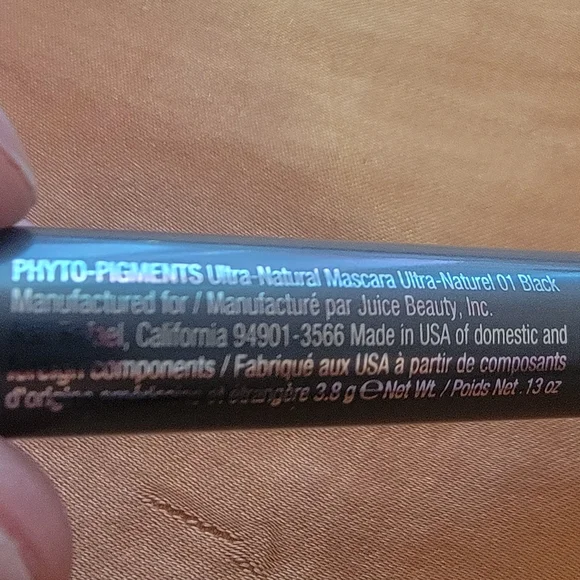 PHYTO-PIGMENTS Ultra-Natural Mascara Ultra-Naturel 01 Black
Manufactured for / Manufacturé par Juice Beauty, Inc.
California 94901-3566 Made in USA of domestic and
foreign components / Fabriqué aux USA à partir de composants
et étrangère 3.8 g ℮ Net Wt. / Poids Net .13 oz